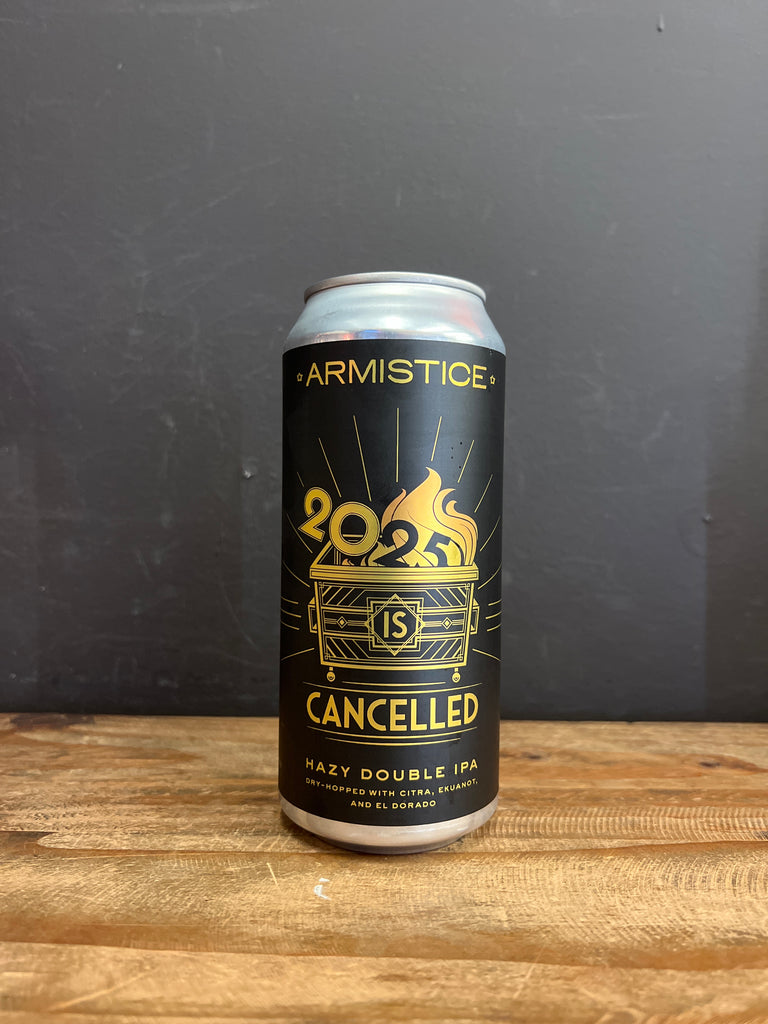 ARMISTICE
2025
IS
CANCELLED
HAZY DOUBLE IPA
DRY-HOPPED WITH CITRA, EKUANOT,
AND EL DORADO